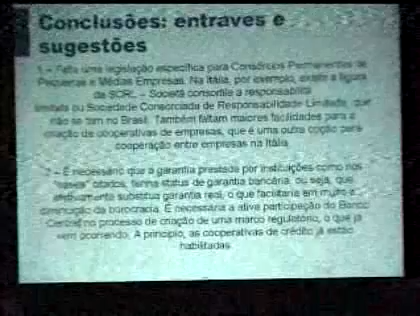 Conclusões: entraves e
sugestões
1 – Falta uma legislação específica para Consórcios Permanentes de
Pequenas e Médias Empresas. Na Itália, por exemplo, existe a figura
da SCRL – Società consortile a responsabilità
limitata ou Sociedade Consorciada de Responsabilidade Limitada, que
não se tem no Brasil. Também faltam maiores facilidades para a
criação de cooperativas de empresas, que é uma outra opção para
cooperação entre empresas na Itália.
2 – É necessário que a garantia prestada por instituições como nos
citados, tenha status de garantia bancária, ou seja, que
efetivamente substitua garantia real, o que facilitaria em muito a
diminuição da burocracia. É necessária a ativa participação do Banco
Central no processo de criação de uma marco regulatório, o que já
vem ocorrendo. A princípio, as cooperativas de crédito já estão
habilitadas.